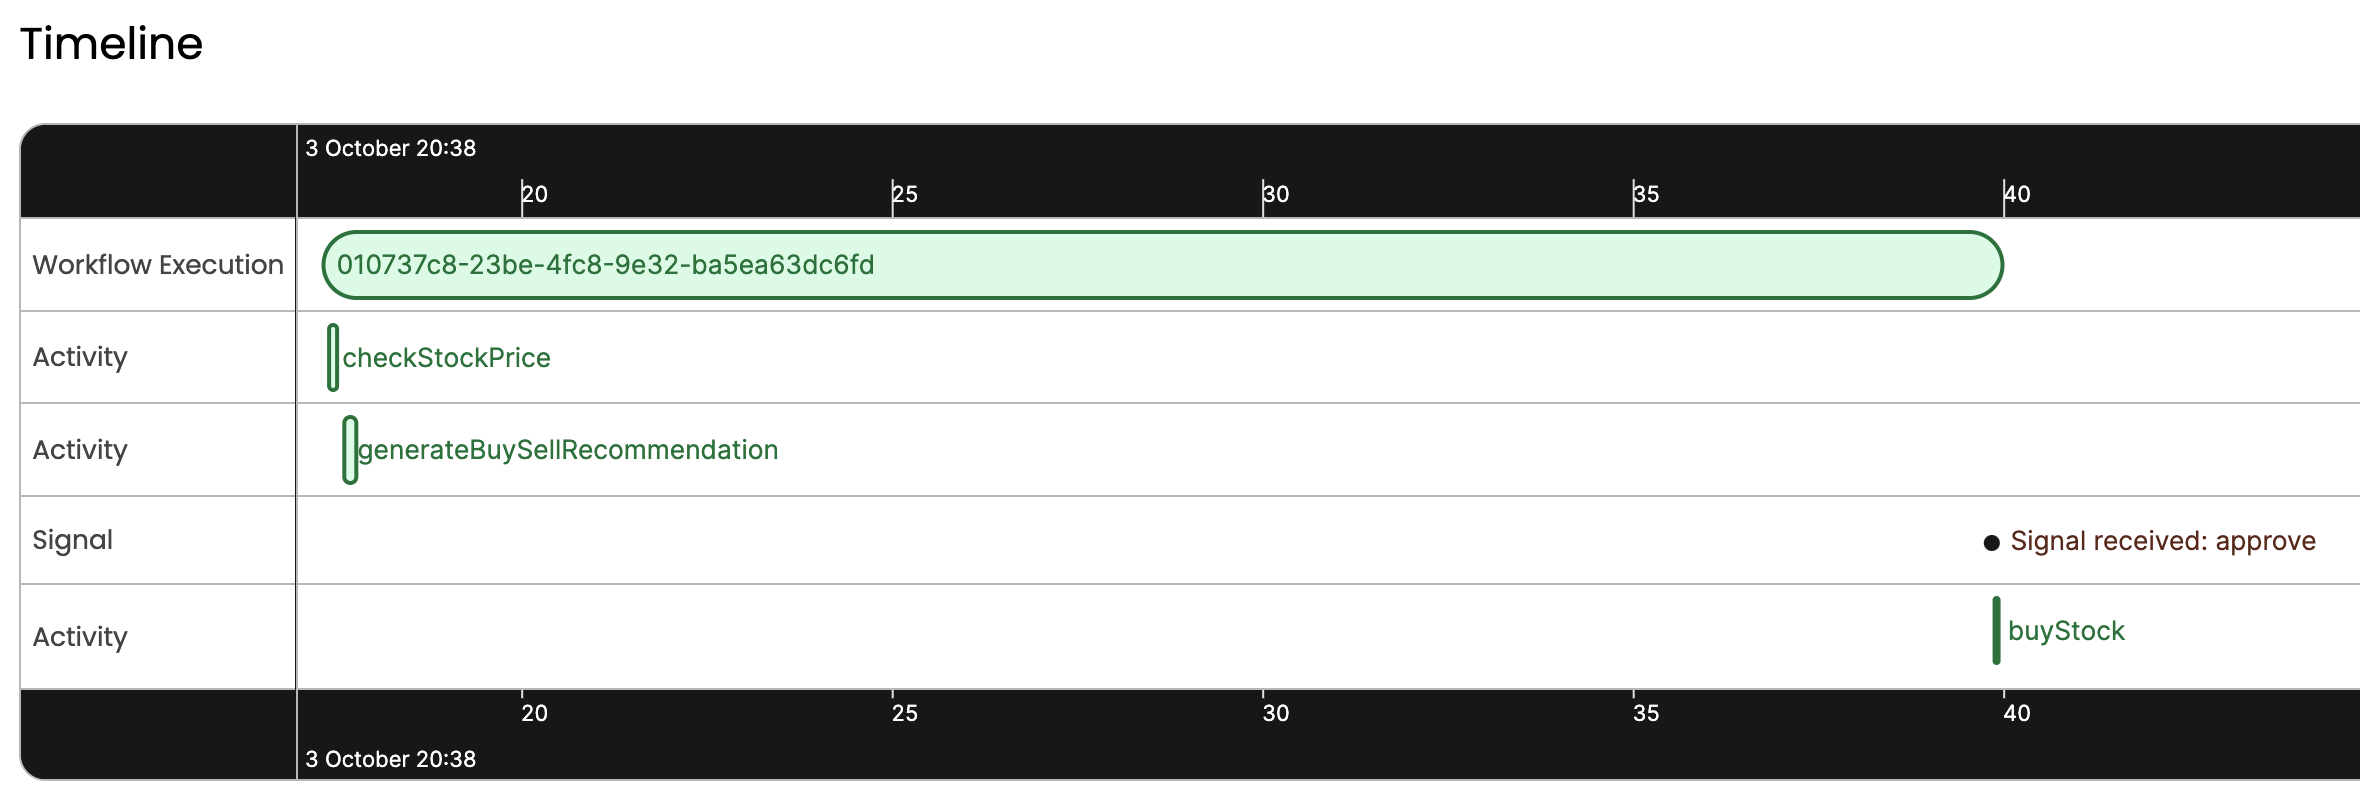 Timeline
3 October 20:38
20 25 30 35 40
Workflow Execution 010737c8-23be-4fc8-9e32-ba5ea63dc6fd
Activity checkStockPrice
Activity generateBuySellRecommendation
Signal Signal received: approve
Activity buyStock
20 25 30 35 40
3 October 20:38